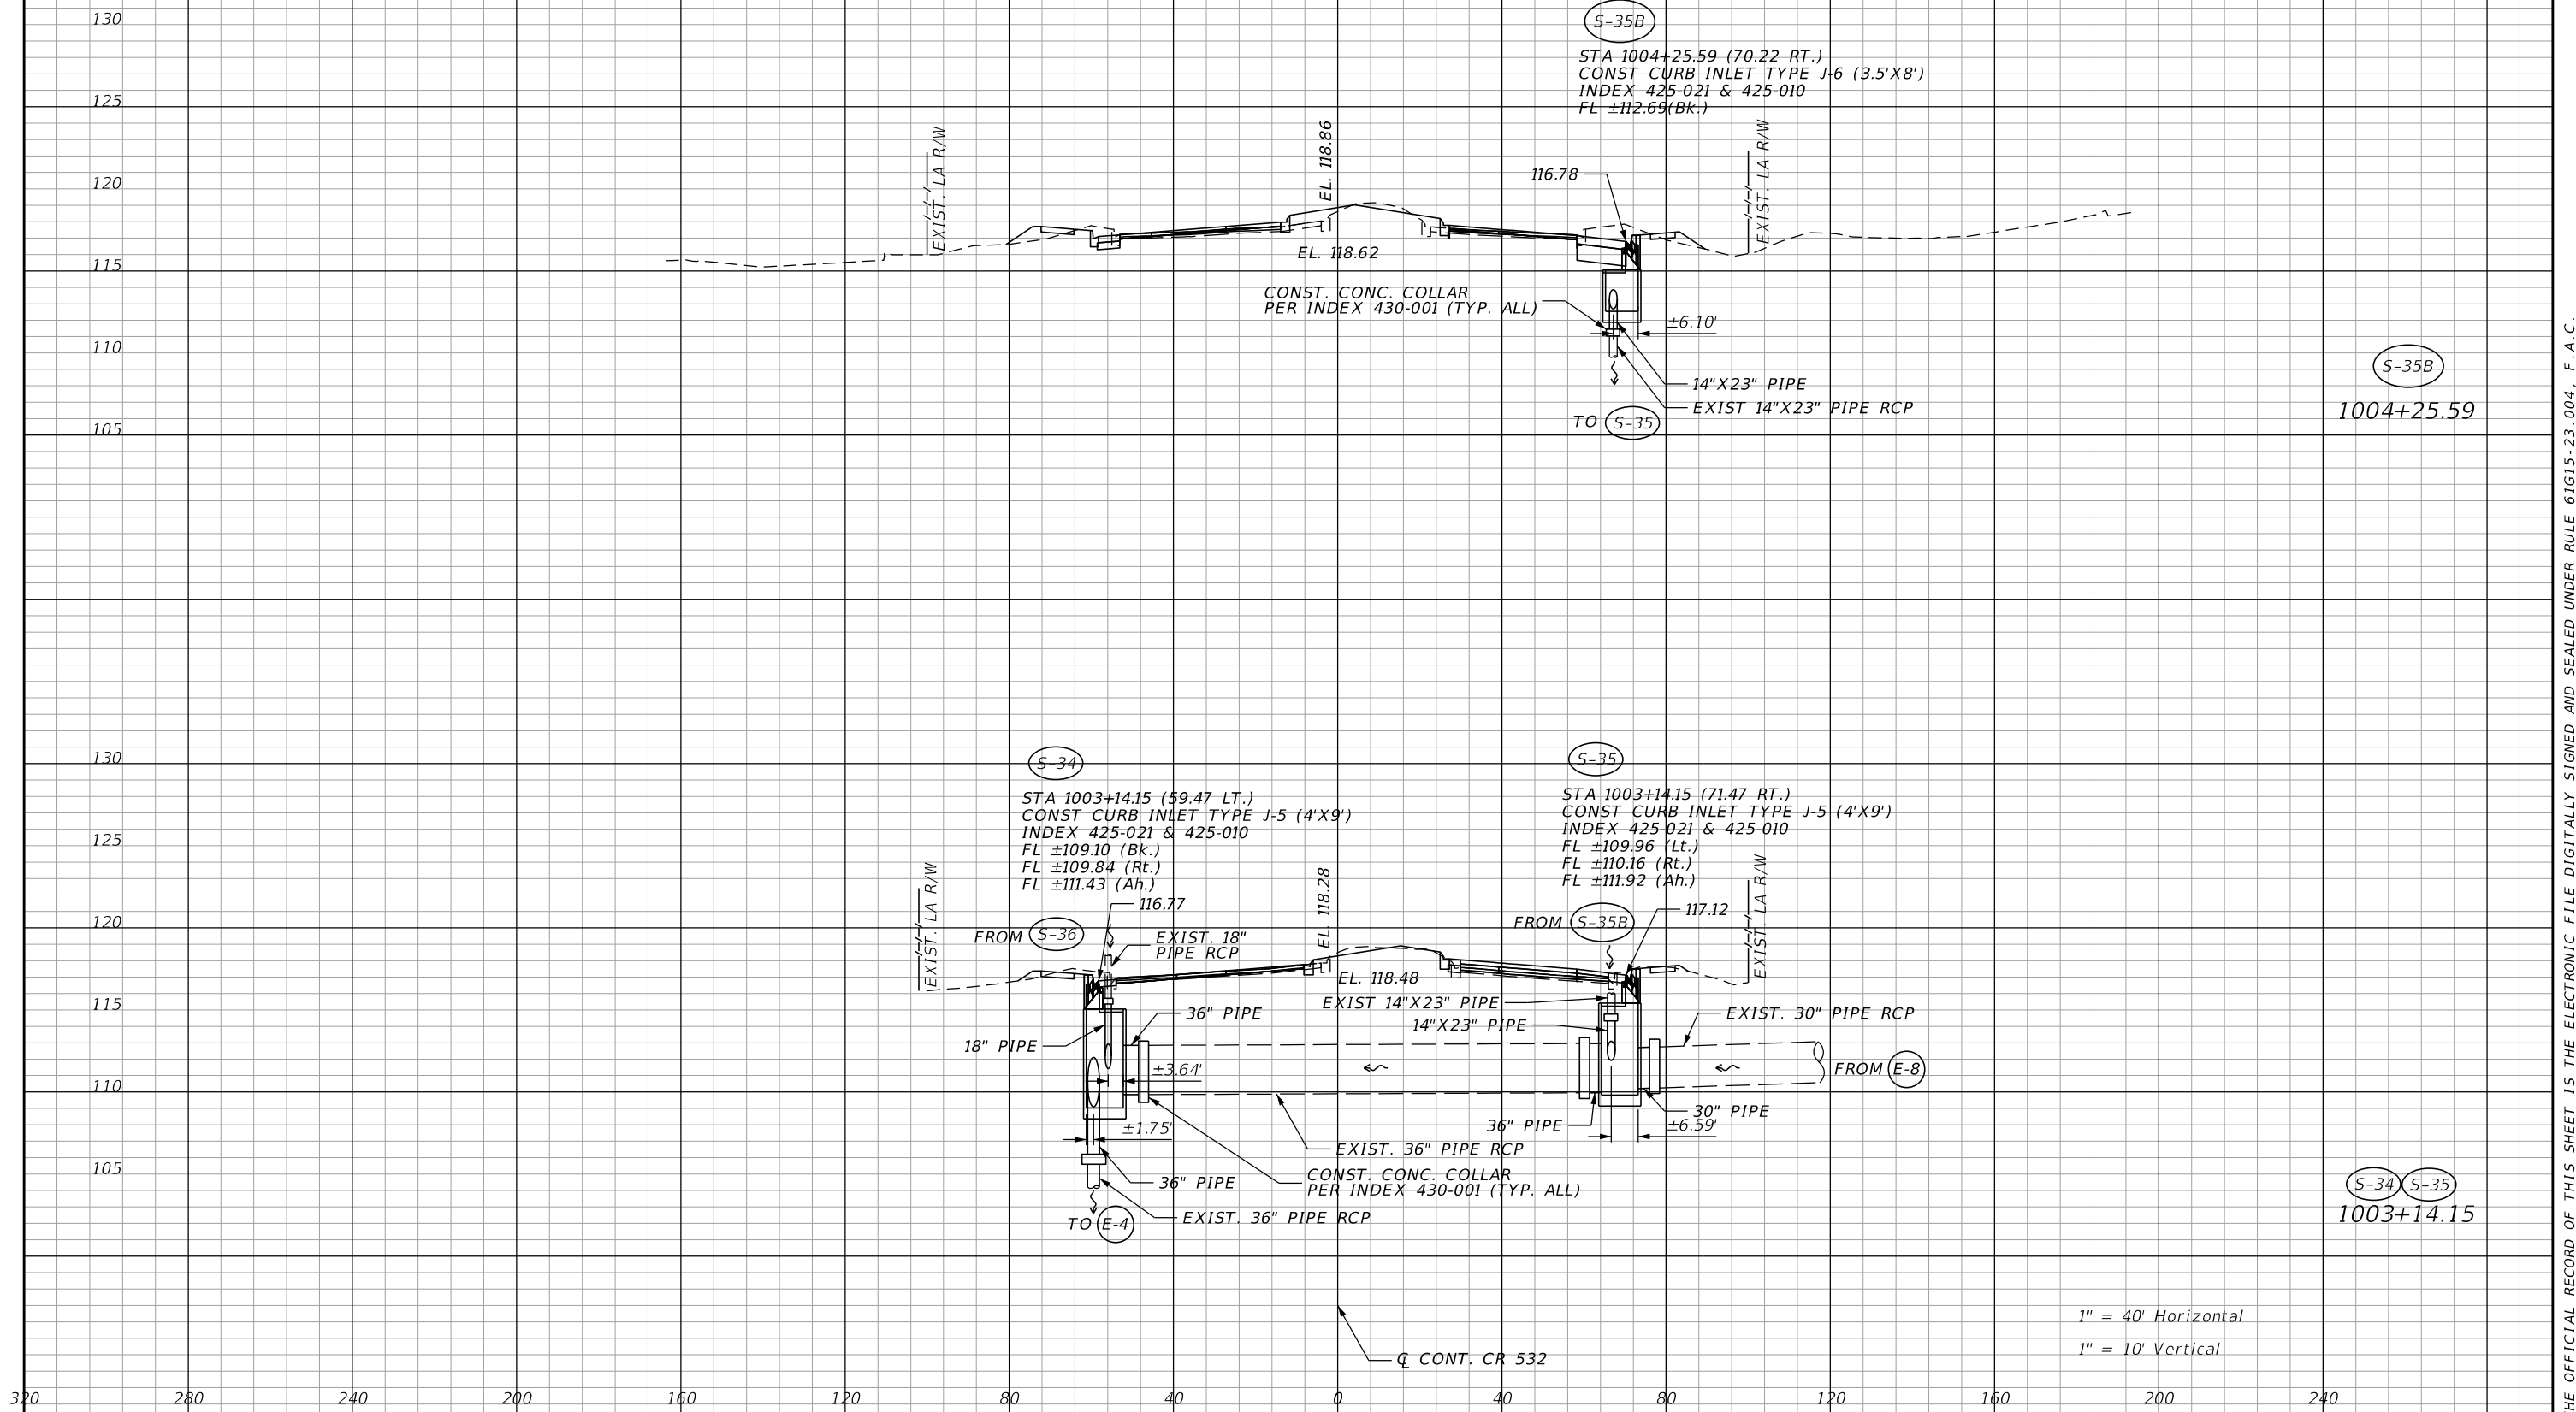 130
S-35B
STA 1004+25.59 (70.22 RT.)
CONST CURB INLET TYPE J-6 (3.5'X8')
INDEX 425-021 & 425-010
FL ±112.69(Bk.)
125
EXIST. LA R/W
EL. 118.86
116.78
EXIST. LA R/W
120
EL. 118.62
115
CONST. CONC. COLLAR
PER INDEX 430-001 (TYP. ALL)
±6.10'
110
14"X23" PIPE
EXIST 14"X23" PIPE RCP
TO S-35
S-35B
1004+25.59
105
130
S-34
STA 1003+14.15 (59.47 LT.)
CONST CURB INLET TYPE J-5 (4'X9')
INDEX 425-021 & 425-010
FL ±109.10 (Bk.)
FL ±109.84 (Rt.)
FL ±111.43 (Ah.)
S-35
STA 1003+14.15 (71.47 RT.)
CONST CURB INLET TYPE J-5 (4'X9')
INDEX 425-021 & 425-010
FL ±109.96 (Lt.)
FL ±110.16 (Rt.)
FL ±111.92 (Ah.)
125
EXIST. LA R/W
EL. 118.28
EXIST. LA R/W
116.77
117.12
120
FROM S-36
EXIST. 18"
PIPE RCP
FROM S-35B
EL. 118.48
115
EXIST 14"X23" PIPE
36" PIPE
14"X23" PIPE
EXIST. 30" PIPE RCP
18" PIPE
±3.64'
FROM E-8
110
30" PIPE
±1.75'
36" PIPE
±6.59'
EXIST. 36" PIPE RCP
105
36" PIPE
CONST. CONC. COLLAR
PER INDEX 430-001 (TYP. ALL)
TO E-4
EXIST. 36" PIPE RCP
S-34 S-35
1003+14.15
1" = 40' Horizontal
1" = 10' Vertical
℄ CONT. CR 532
320 280 240 200 160 120 80 40 0 40 80 120 160 200 240
HE OFFICIAL RECORD OF THIS SHEET IS THE ELECTRONIC FILE DIGITALLY SIGNED AND SEALED UNDER RULE 61G15-23.004, F.A.C.